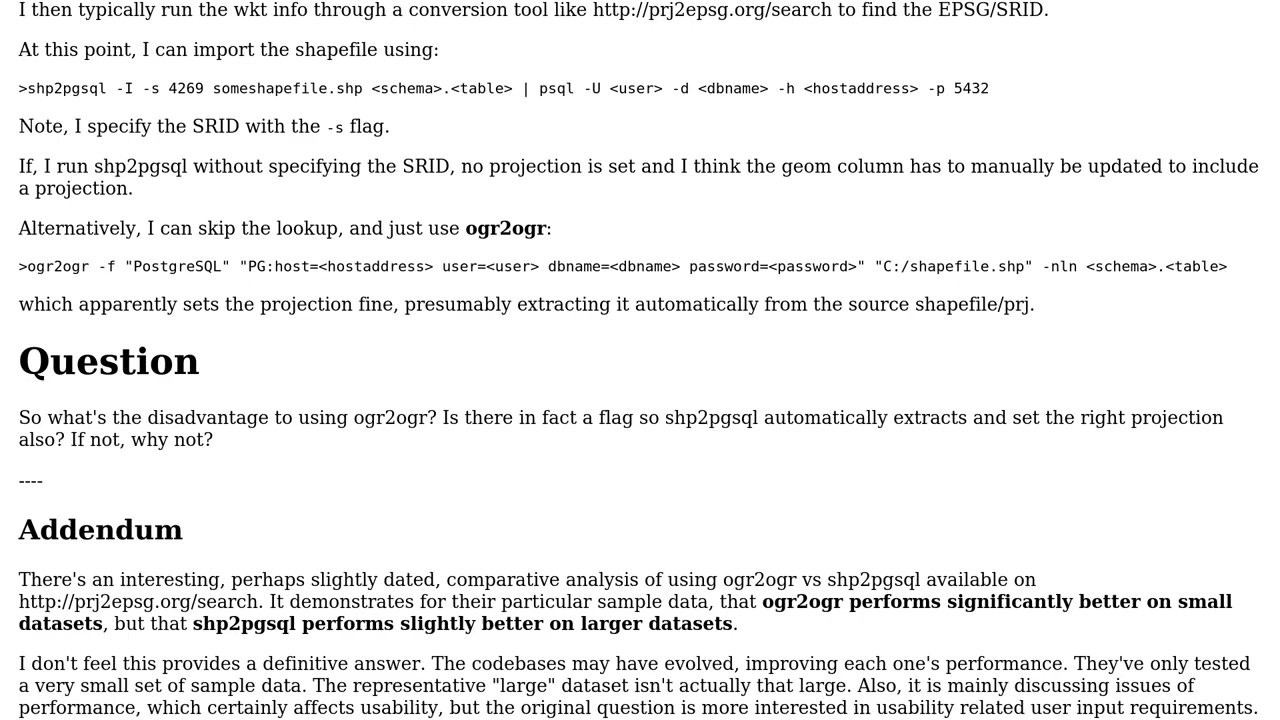 I then typically run the wkt info through a conversion tool like http://prj2epsg.org/search to find the EPSG/SRID.
At this point, I can import the shapefile using:
>shp2pgsql -I -s 4269 someshapefile.shp <schema>.<table> | psql -U <user> -d <dbname> -h <hostaddress> -p 5432
Note, I specify the SRID with the -s flag.
If, I run shp2pgsql without specifying the SRID, no projection is set and I think the geom column has to manually be updated to include
a projection.
Alternatively, I can skip the lookup, and just use ogr2ogr:
>ogr2ogr -f "PostgreSQL" "PG:host=<hostaddress> user=<user> dbname=<dbname> password=<password>" "C:/shapefile.shp" -nln <schema>.<table>
which apparently sets the projection fine, presumably extracting it automatically from the source shapefile/prj.
Question
So what's the disadvantage to using ogr2ogr? Is there in fact a flag so shp2pgsql automatically extracts and set the right projection
also? If not, why not?
----
Addendum
There's an interesting, perhaps slightly dated, comparative analysis of using ogr2ogr vs shp2pgsql available on
http://prj2epsg.org/search. It demonstrates for their particular sample data, that ogr2ogr performs significantly better on small
datasets, but that shp2pgsql performs slightly better on larger datasets.
I don't feel this provides a definitive answer. The codebases may have evolved, improving each one's performance. They've only tested
a very small set of sample data. The representative "large" dataset isn't actually that large. Also, it is mainly discussing issues of
performance, which certainly affects usability, but the original question is more interested in usability related user input requirements.